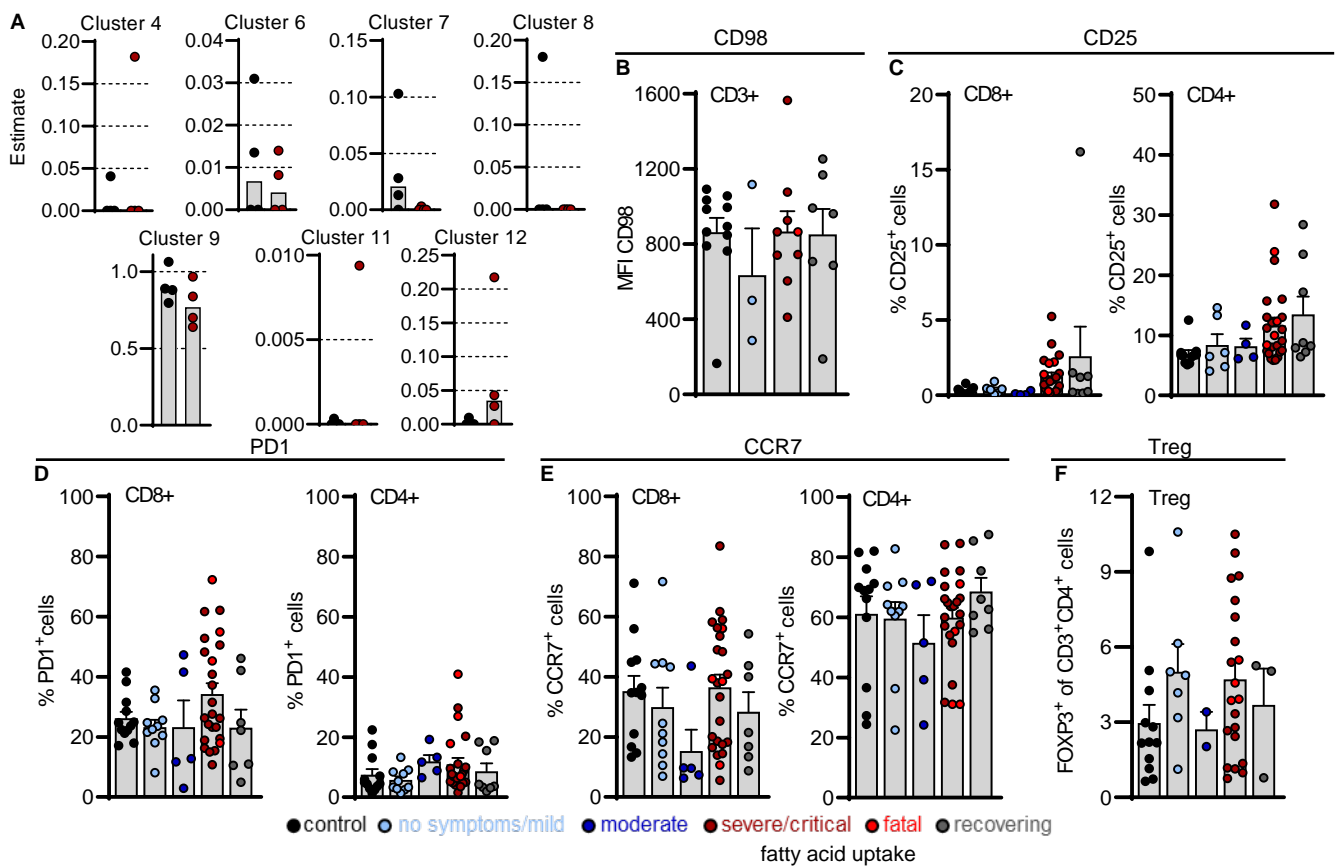 A
Cluster 4
Cluster 6
Cluster 7
Cluster 8
Estimate
0.20
0.15
0.10
0.05
0.00
0.04
0.03
0.02
0.01
0.00
0.15
0.10
0.05
0.00
0.20
0.15
0.10
0.05
0.00
Cluster 9
Cluster 11
Cluster 12
1.0
0.5
0.0
0.010
0.005
0.000
0.25
0.20
0.15
0.10
0.05
0.00
CD98
B
CD3+
MFI CD98
1600
1200
800
400
0
CD25
C
CD8+
% CD25+ cells
20
15
10
5
0
CD4+
% CD25+ cells
50
40
30
20
10
0
PD1
D
CD8+
% PD1+ cells
100
80
60
40
20
0
CD4+
% PD1+ cells
100
80
60
40
20
0
CCR7
E
CD8+
% CCR7+ cells
100
80
60
40
20
0
CD4+
% CCR7+ cells
100
80
60
40
20
0
Treg
F
Treg
FOXP3+ of CD3+CD4+ cells
12
9
6
3
0
control no symptoms/mild moderate severe/critical fatal recovering
fatty acid uptake